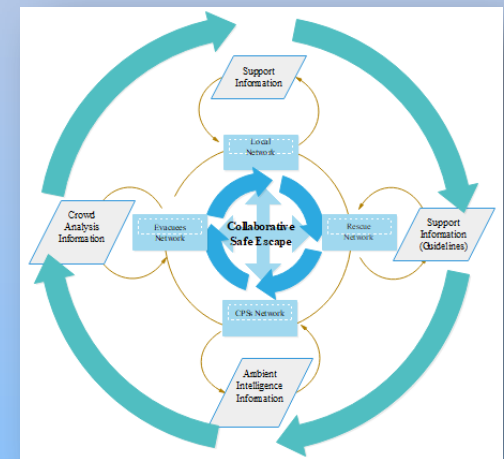 Support
Information
Local
Network
Crowd
Analysis
Information
Evacuees
Network
Collaborative
Safe Escape
Rescue
Network
Support
Information
(Guidelines)
CPSs Network
Ambient
Intelligence
Information